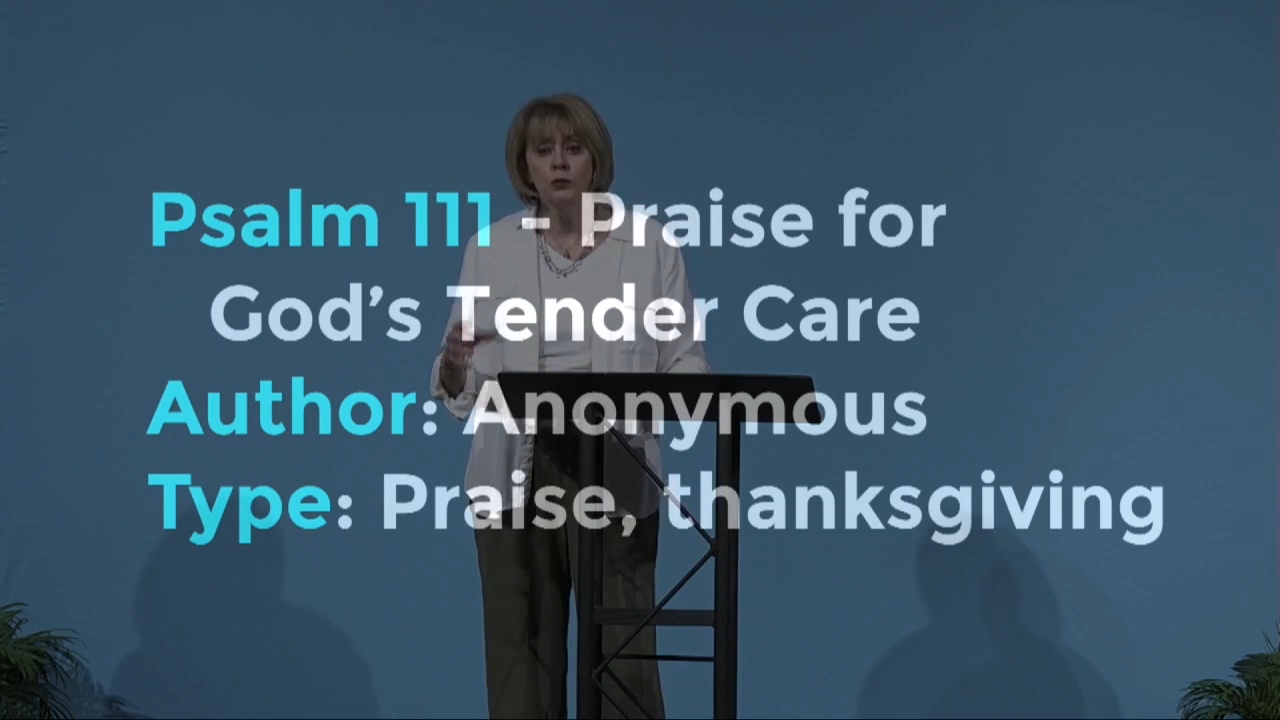 Psalm 111 - Praise for
God’s Tender Care
Author: Anonymous
Type: Praise, thanksgiving